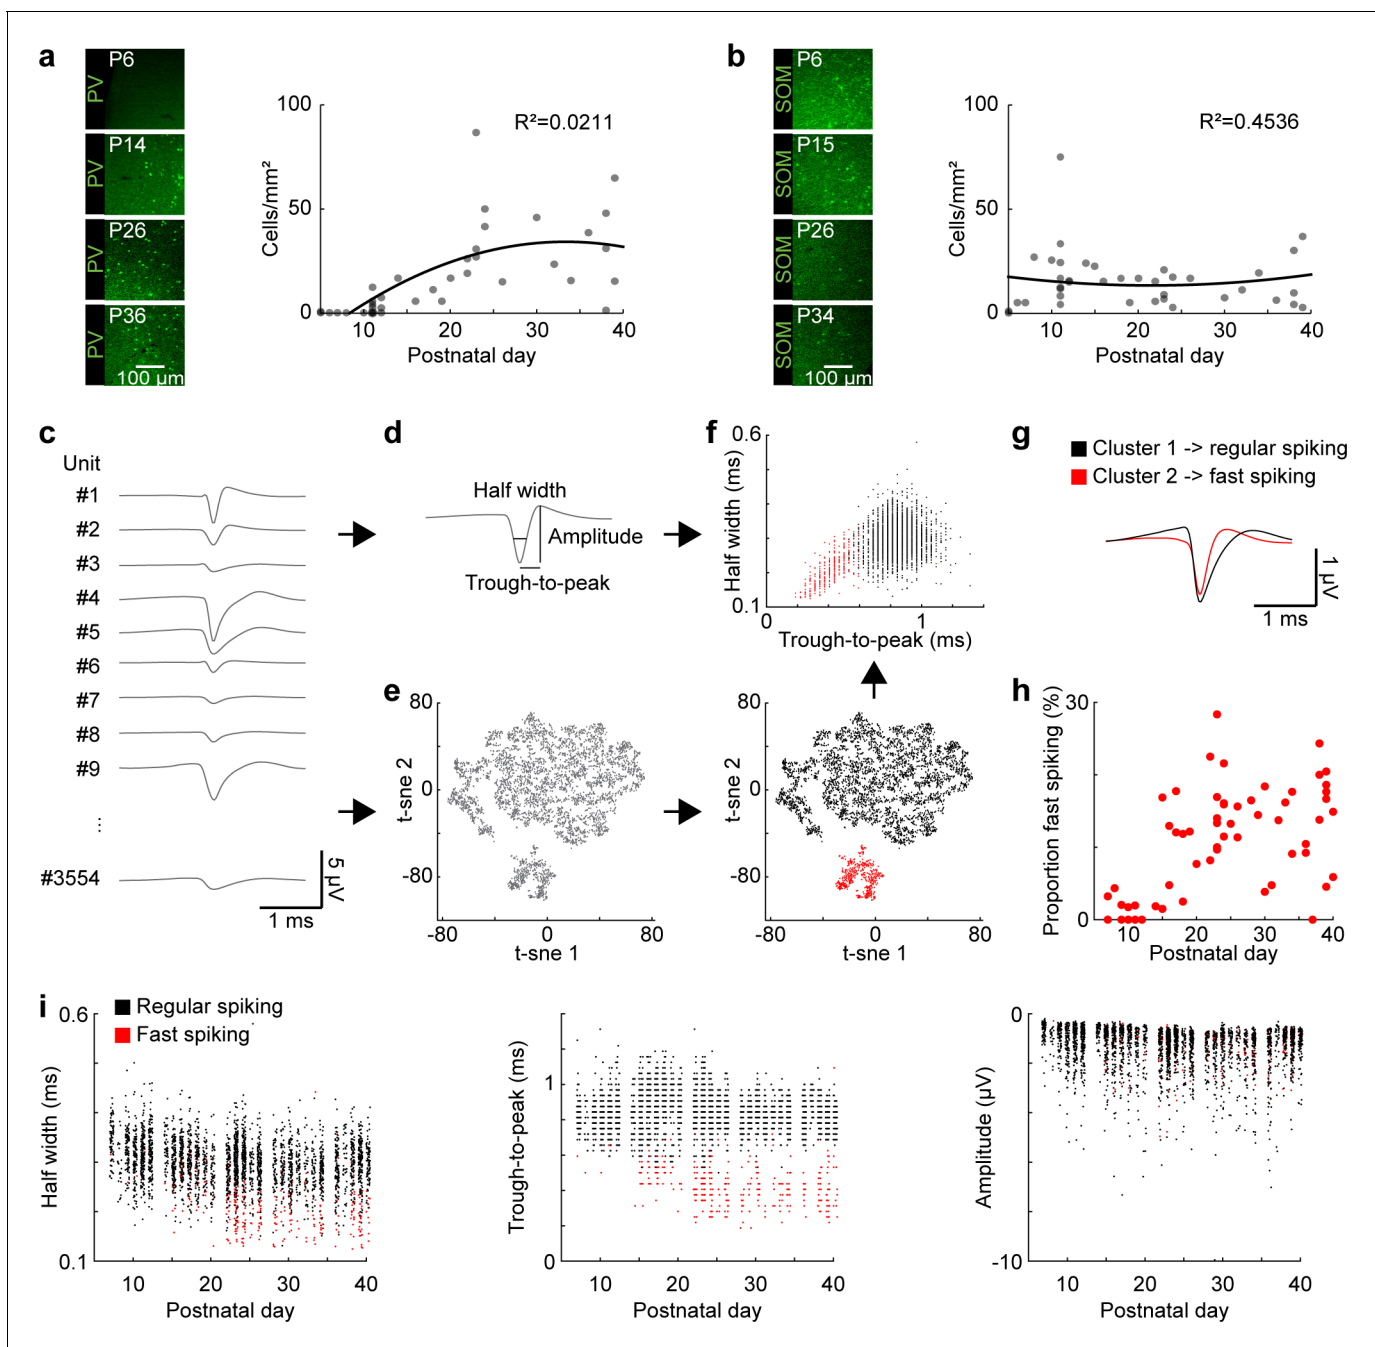 a
PV
P6
PV
P14
PV
P26
PV
P36
100 µm
100
50
0
Cells/mm²
R²=0.0211
10
20
30
40
Postnatal day
b
SOM
P6
SOM
P15
SOM
P26
SOM
P34
100 µm
100
50
0
Cells/mm²
R²=0.4536
10
20
30
40
Postnatal day
c
Unit
#1
#2
#3
#4
#5
#6
#7
#8
#9
...
#3554
5 µV
1 ms
d
Half width
Amplitude
Trough-to-peak
f
0.6
Half width (ms)
0.1
0
1
Trough-to-peak (ms)
g
Cluster 1 -> regular spiking
Cluster 2 -> fast spiking
1 µV
1 ms
e
80
0
-80
t-sne 2
-80
0
80
t-sne 1
80
0
-80
t-sne 2
-80
0
80
t-sne 1
h
30
0
Proportion fast spiking (%)
10
20
30
40
Postnatal day
i
Regular spiking
Fast spiking
0.6
Half width (ms)
0.1
10
20
30
40
Postnatal day
1
Trough-to-peak (ms)
0
10
20
30
40
Postnatal day
0
Amplitude (µV)
-10
10
20
30
40
Postnatal day